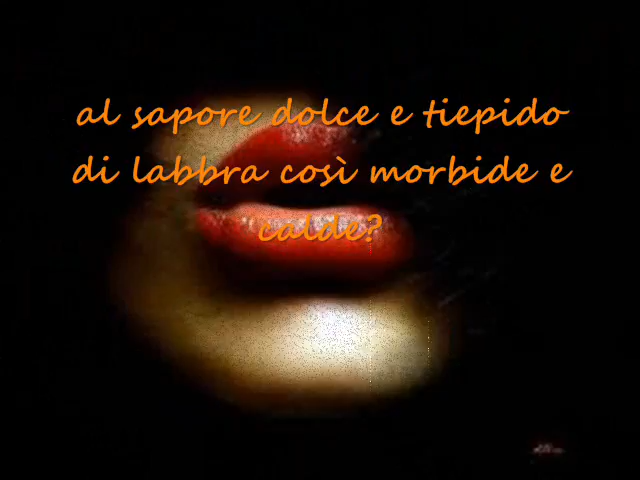 al sapore dolce e tiepido
di labbra così morbide e
calde?